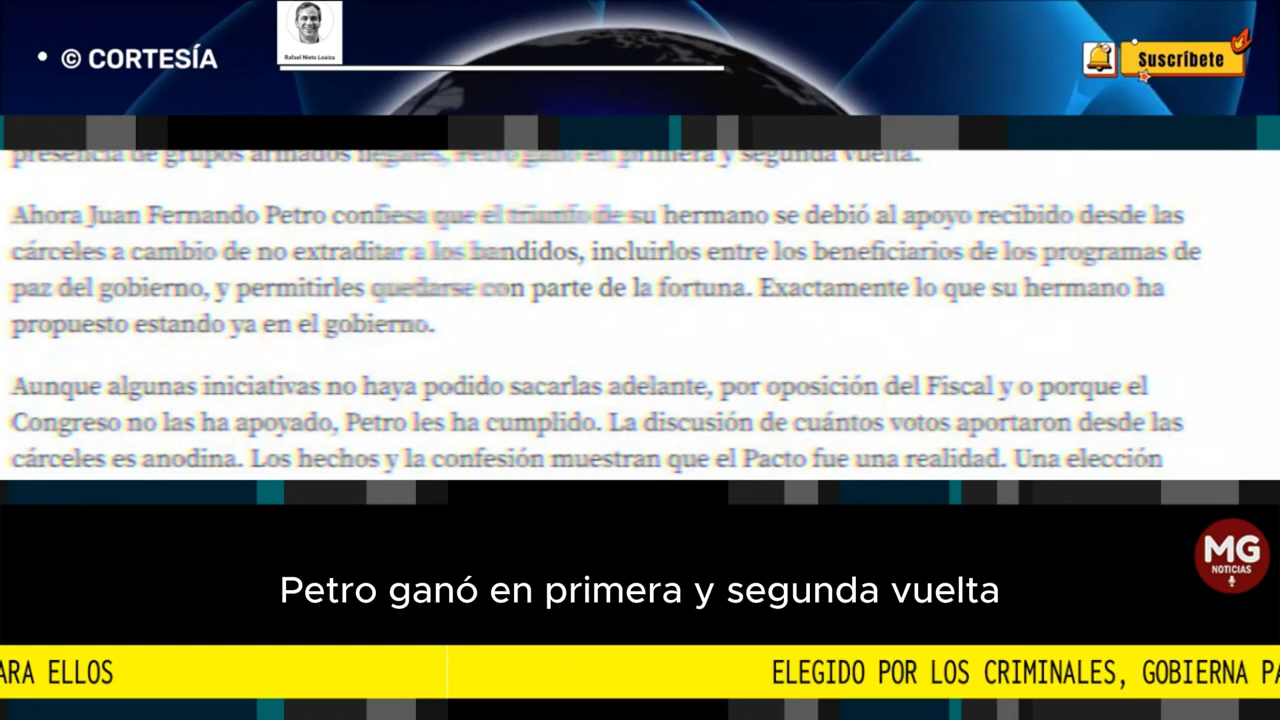 • © CORTESÍA
Rafael Nieto Loaiza
Suscríbete
presencia de grupos armados ilegales, Petro ganó en primera y segunda vuelta.
Ahora Juan Fernando Petro confiesa que el triunfo de su hermano se debió al apoyo recibido desde las
cárceles a cambio de no extraditar a los bandidos, incluirlos entre los beneficiarios de los programas de
paz del gobierno, y permitirles quedarse con parte de la fortuna. Exactamente lo que su hermano ha
propuesto estando ya en el gobierno.
Aunque algunas iniciativas no haya podido sacarlas adelante, por oposición del Fiscal y o porque el
Congreso no las ha apoyado, Petro les ha cumplido. La discusión de cuántos votos aportaron desde las
cárceles es anodina. Los hechos y la confesión muestran que el Pacto fue una realidad. Una elección
MG
NOTICIAS
Petro ganó en primera y segunda vuelta
ARA ELLOS
ELEGIDO POR LOS CRIMINALES, GOBIERNA PA